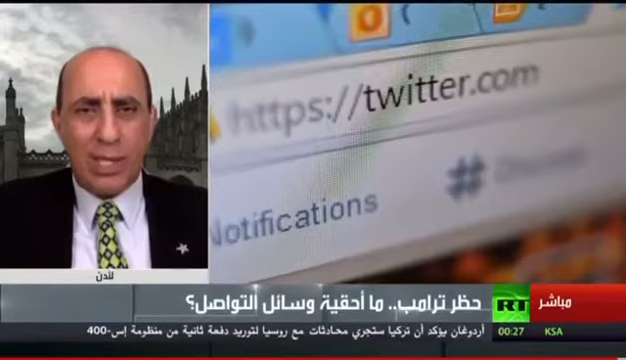 https://twitter.com
Notifications
#
لندن
حظر ترامب.. ما أحقية وسائل التواصل؟
RT مباشر
أردوغان يؤكد أن تركيا ستجري محادثات مع روسيا لتوريد دفعة ثانية من منظومة إس-400
00:27 KSA